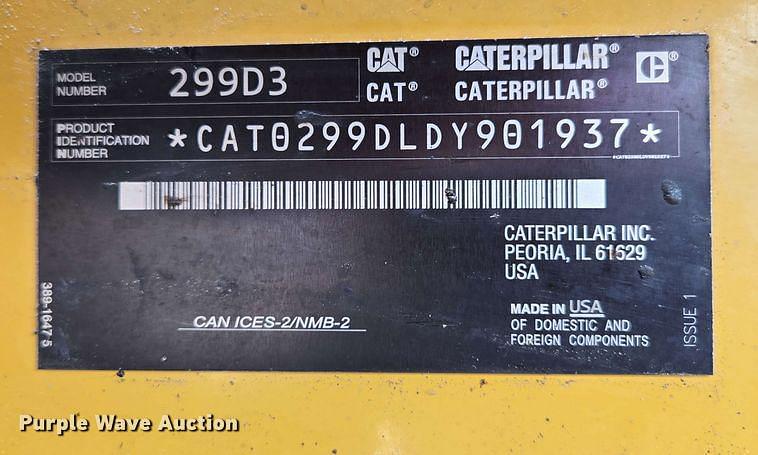 MODEL NUMBER 299D3
CAT® CATERPILLAR® C®
CAT® CATERPILLAR®
PRODUCT IDENTIFICATION NUMBER *CAT0299DLDY901937*
CATERPILLAR INC.
PEORIA, IL 61629
USA
MADE IN USA
OF DOMESTIC AND
FOREIGN COMPONENTS
CAN ICES-2/NMB-2
389-1647 5
ISSUE 1
Purple Wave Auction